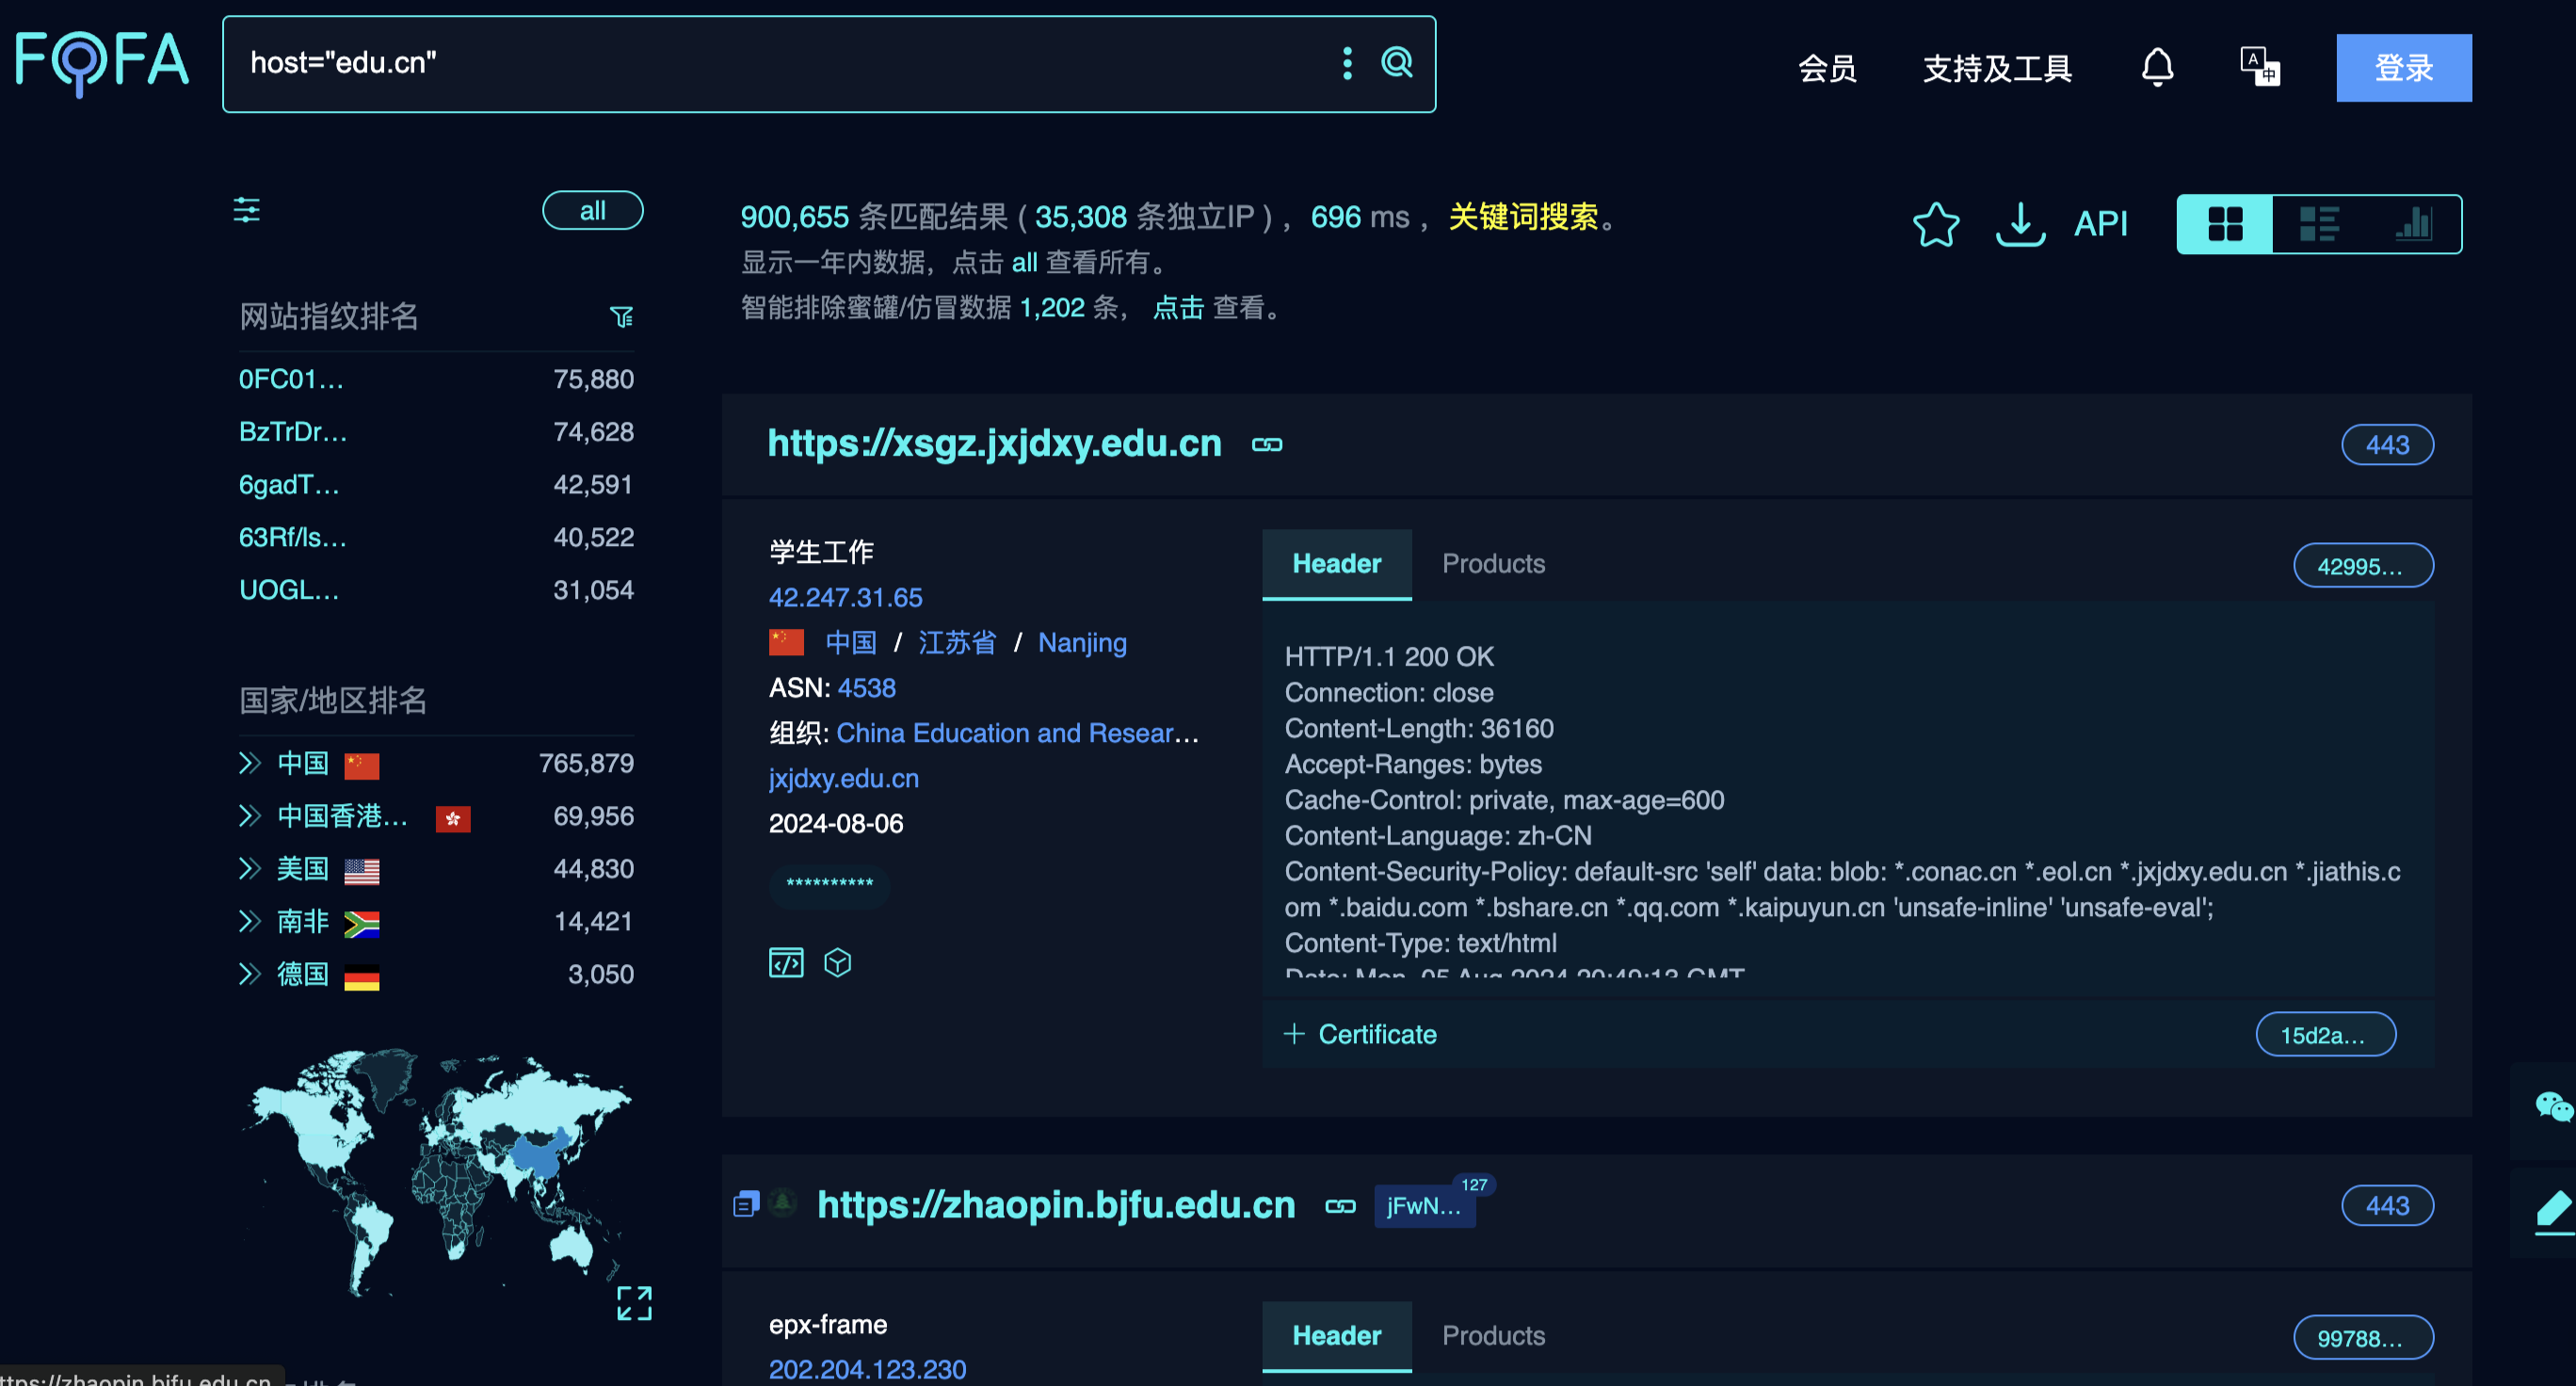 FOFA
host="edu.cn"
会员
支持及工具
A
中
登录
all
900,655 条匹配结果 ( 35,308 条独立IP ) ，696 ms ，关键词搜索。
显示一年内数据，点击 all 查看所有。
智能排除蜜罐/仿冒数据 1,202 条， 点击 查看。
API
网站指纹排名
0FC01... 75,880
BzTrDr... 74,628
6gadT... 42,591
63Rf/ls... 40,522
UOGL... 31,054
国家/地区排名
中国 765,879
中国香港... 69,956
美国 44,830
南非 14,421
德国 3,050
https://xsgz.jxjdxy.edu.cn
443
学生工作
42.247.31.65
中国 / 江苏省 / Nanjing
ASN: 4538
组织: China Education and Resear...
jxjdxy.edu.cn
2024-08-06
**********
Header
Products
42995...
HTTP/1.1 200 OK
Connection: close
Content-Length: 36160
Accept-Ranges: bytes
Cache-Control: private, max-age=600
Content-Language: zh-CN
Content-Security-Policy: default-src 'self' data: blob: *.conac.cn *.eol.cn *.jxjdxy.edu.cn *.jiathis.c
om *.baidu.com *.bshare.cn *.qq.com *.kaipuyun.cn 'unsafe-inline' 'unsafe-eval';
Content-Type: text/html
Date: Mon, 05 Aug 2024 20:49:13 GMT
+ Certificate
15d2a...
https://zhaopin.bjfu.edu.cn
jFwN...
127
443
epx-frame
202.204.123.230
Header
Products
99788...
ttps://zhaopin.bjfu.edu.cn